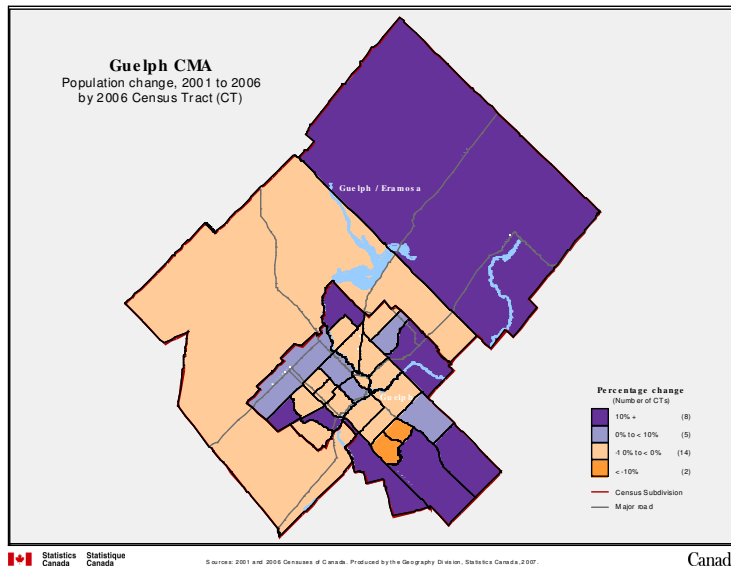 Guelph CMA
Population change, 2001 to 2006
by 2006 Census Tract (CT)
Guelph / Eramosa
Guelph
Percentage change
(Number of CTs)
10% + (8)
0% to < 10% (5)
-10% to < 0% (14)
< -10% (2)
Census Subdivision
Major road
Statistics Canada
Statistique Canada
Sources: 2001 and 2006 Censuses of Canada. Produced by the Geography Division, Statistics Canada, 2007.
Canad